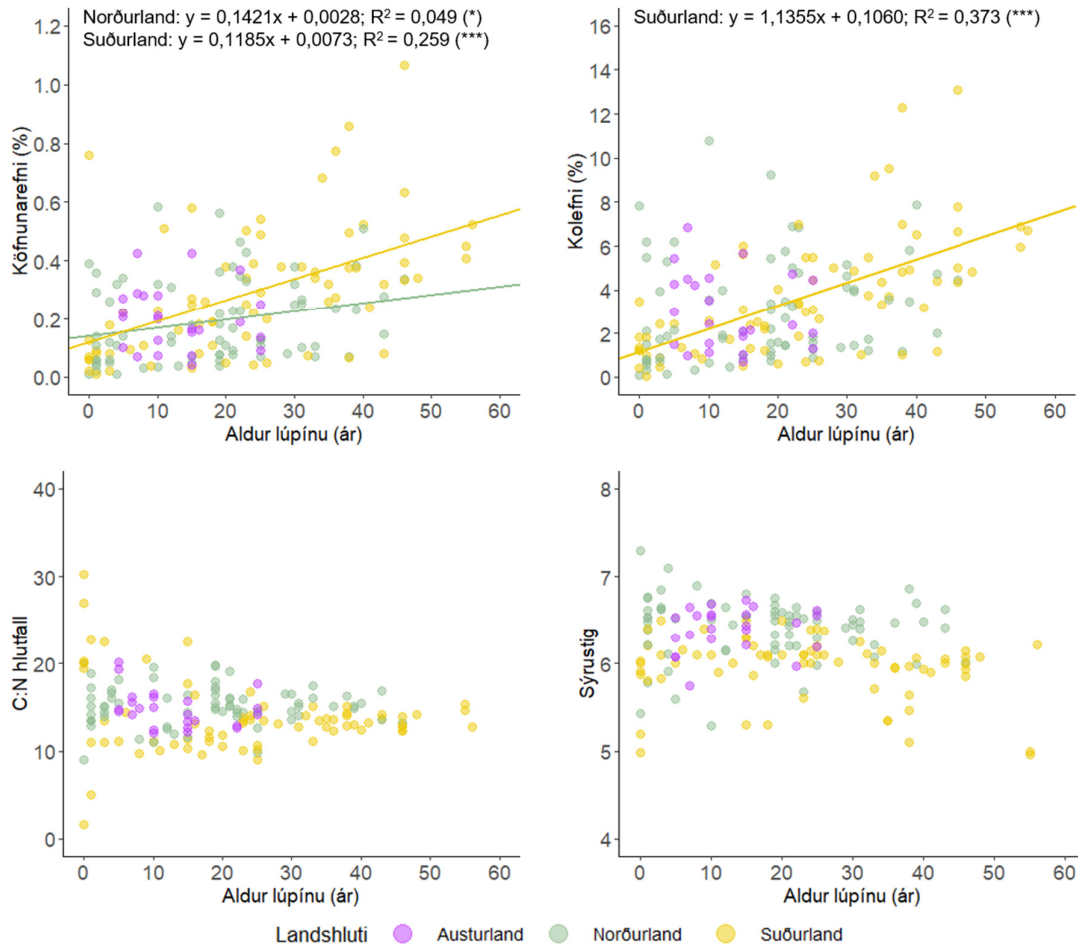 Norðurland: y = 0,1421x + 0,0028; R² = 0,049 (*)
Suðurland: y = 0,1185x + 0,0073; R² = 0,259 (***)
1.2
1.0
0.8
0.6
0.4
0.2
0.0
Köfnunarefni (%)
0 10 20 30 40 50 60
Aldur lúpínu (ár)
Suðurland: y = 1,1355x + 0,1060; R² = 0,373 (***)
16
14
12
10
8
6
4
2
0
Kolefni (%)
0 10 20 30 40 50 60
Aldur lúpínu (ár)
40
30
20
10
0
C:N hlutfall
0 10 20 30 40 50 60
Aldur lúpínu (ár)
8
7
6
5
4
Sýrustig
0 10 20 30 40 50 60
Aldur lúpínu (ár)
Landshluti Austurland Norðurland Suðurland